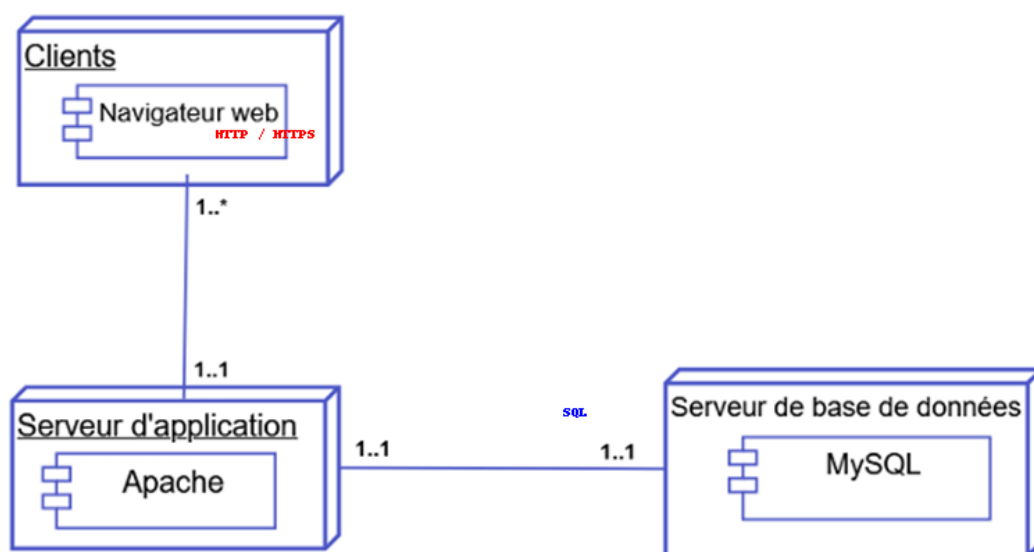 Clients
Navigateur web
HTTP / HTTPS
1..*
1..1
Serveur d'application
Apache
1..1
SQL
1..1
Serveur de base de données
MySQL